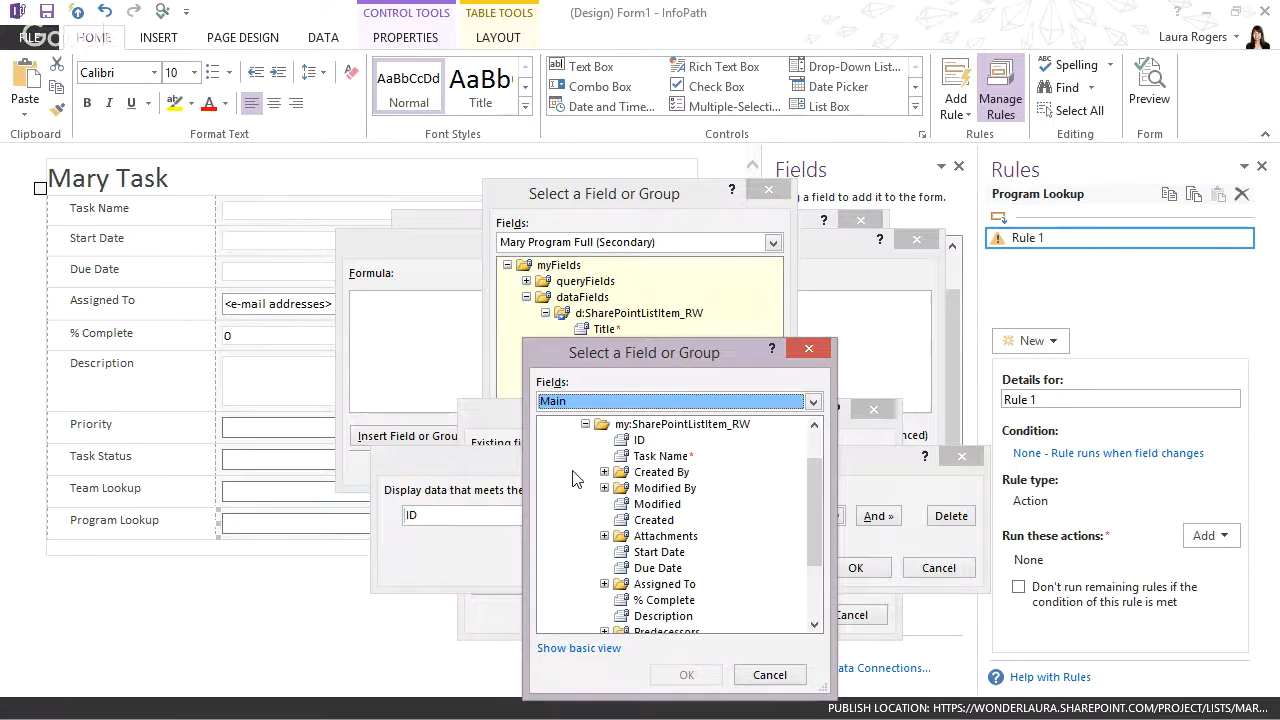 (Design) Form1 - InfoPath
CONTROL TOOLS
TABLE TOOLS
FILE
HOME
INSERT
PAGE DESIGN
DATA
PROPERTIES
LAYOUT
Laura Rogers
Paste
Clipboard
Calibri
10
B I U
Format Text
AaBbCcDd
Normal
AaBb
Title
Font Styles
Text Box
Combo Box
Date and Time...
Rich Text Box
Check Box
Multiple-Selecti...
Drop-Down List...
Date Picker
List Box
Controls
Add
Rule
Manage
Rules
Rules
Spelling
Find
Select All
Editing
Preview
Form
Mary Task
Task Name
Start Date
Due Date
Assigned To
<e-mail addresses>
% Complete
0
Description
Priority
Task Status
Team Lookup
Program Lookup
Fields
g a field to add it to the form.
Formula:
Insert Field or Grou
nced)
Existing fi
Display data that meets the
ID
And »
Delete
OK
Cancel
ancel
ata Connections...
Select a Field or Group
?
Fields:
Mary Program Full (Secondary)
myFields
queryFields
dataFields
d:SharePointListItem_RW
Title*
Select a Field or Group
?
Fields:
Main
my:SharePointListItem_RW
ID
Task Name*
Created By
Modified By
Modified
Created
Attachments
Start Date
Due Date
Assigned To
% Complete
Description
Predecessors
Show basic view
OK
Cancel
Rules
Program Lookup
Rule 1
New
Details for:
Rule 1
Condition:
None - Rule runs when field changes
Rule type:
Action
Run these actions:*
Add
None
Don't run remaining rules if the
condition of this rule is met
Help with Rules
PUBLISH LOCATION: HTTPS://WONDERLAURA.SHAREPOINT.COM/PROJECT/LISTS/MAR...